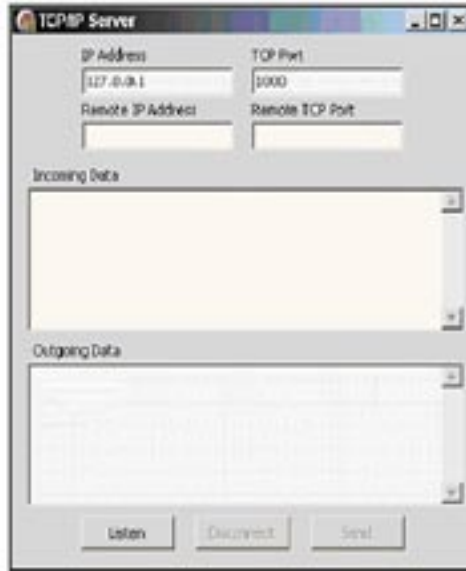 TCP/IP Server
IP Address TCP Port
127.0.0.1 1000
Remote IP Address Remote TCP Port
Incoming Data
Outgoing Data
Listen Disconnect Send